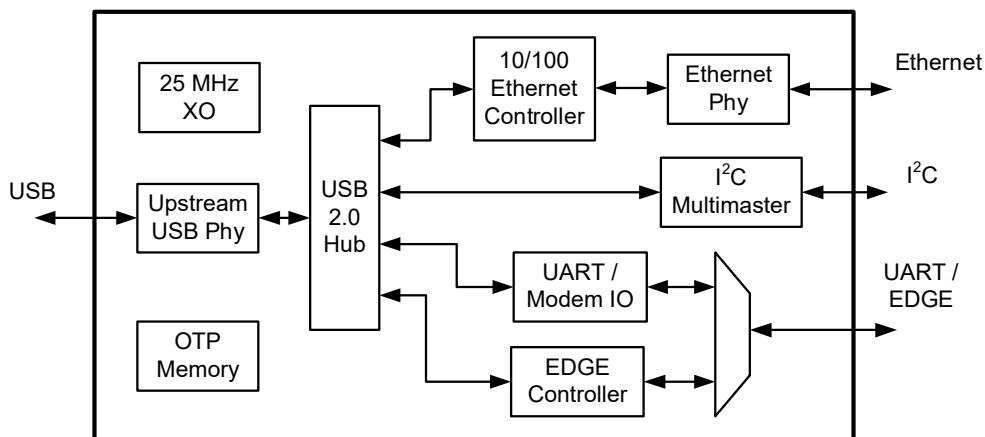 25 MHz
XO
10/100
Ethernet
Controller
Ethernet
Phy
Ethernet
USB
Upstream
USB Phy
USB
2.0
Hub
I²C
Multimaster
I²C
UART /
Modem IO
UART /
EDGE
OTP
Memory
EDGE
Controller